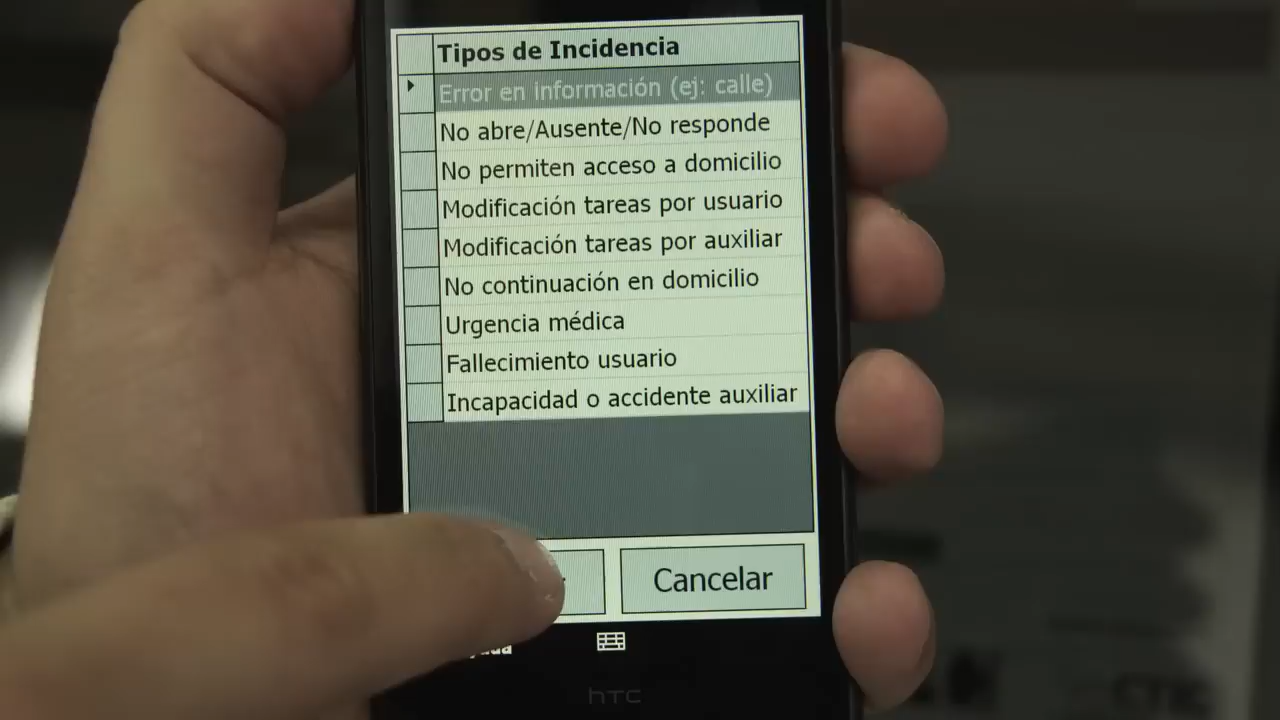 Tipos de Incidencia
Error en información (ej: calle)
No abre/Ausente/No responde
No permiten acceso a domicilio
Modificación tareas por usuario
Modificación tareas por auxiliar
No continuación en domicilio
Urgencia médica
Fallecimiento usuario
Incapacidad o accidente auxiliar
Cancelar
hTC